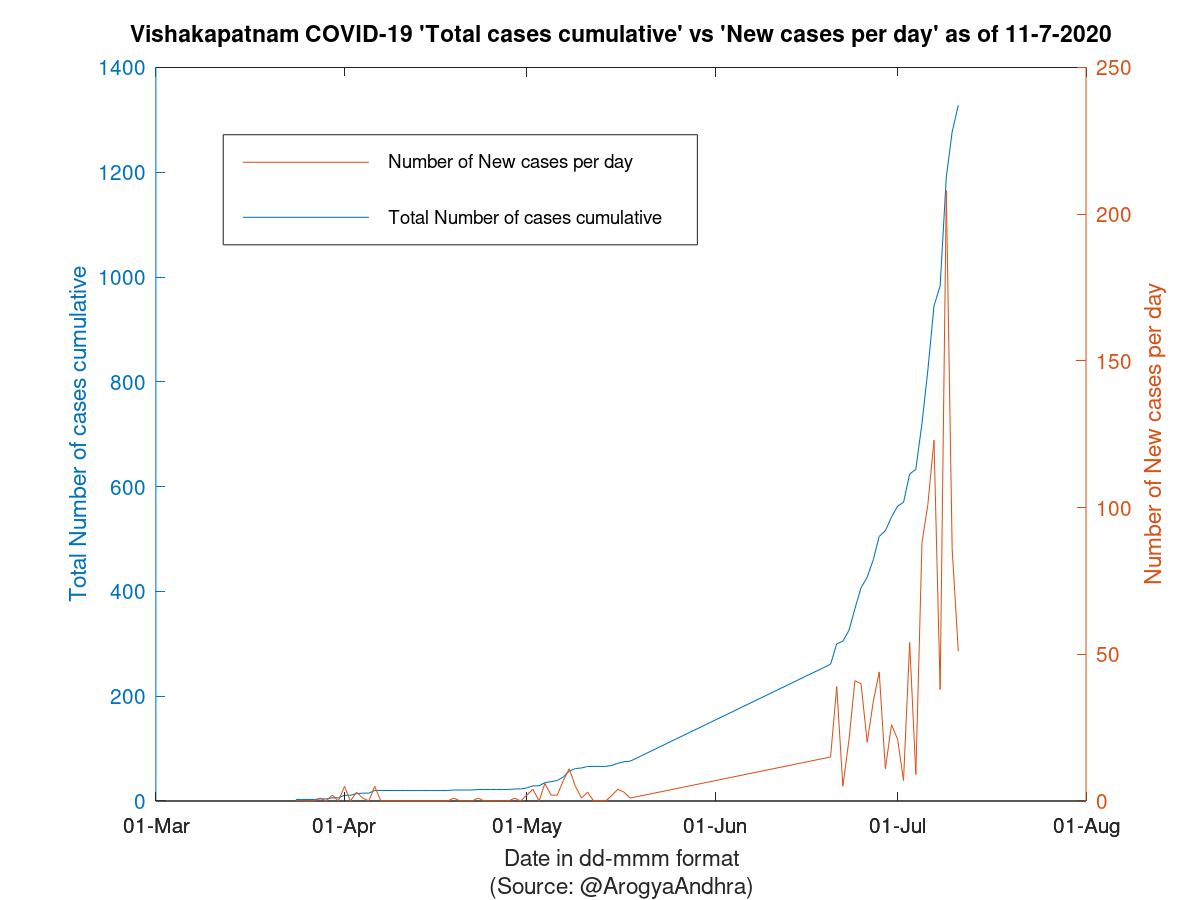 Vishakapatnam COVID-19 'Total cases cumulative' vs 'New cases per day' as of 11-7-2020
1400
1200
1000
800
600
400
200
0
Total Number of cases cumulative
Number of New cases per day
Total Number of cases cumulative
250
200
150
100
50
0
Number of New cases per day
01-Mar
01-Apr
01-May
01-Jun
01-Jul
01-Aug
Date in dd-mmm format
(Source: @ArogyaAndhra)